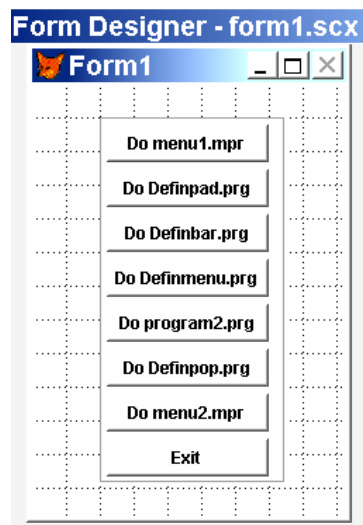 Form Designer - form1.scx
Form1
Do menu1.mpr
Do Definpad.prg
Do Definbar.prg
Do Definmenu.prg
Do program2.prg
Do Definpop.prg
Do menu2.mpr
Exit